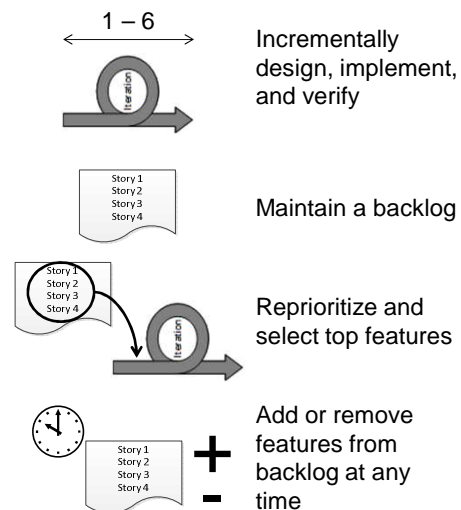 1 – 6
Iteration
Incrementally
design, implement,
and verify
Story 1
Story 2
Story 3
Story 4
Maintain a backlog
Story 1
Story 2
Story 3
Story 4
Iteration
Reprioritize and
select top features
Story 1
Story 2
Story 3
Story 4
+
-
Add or remove
features from
backlog at any
time